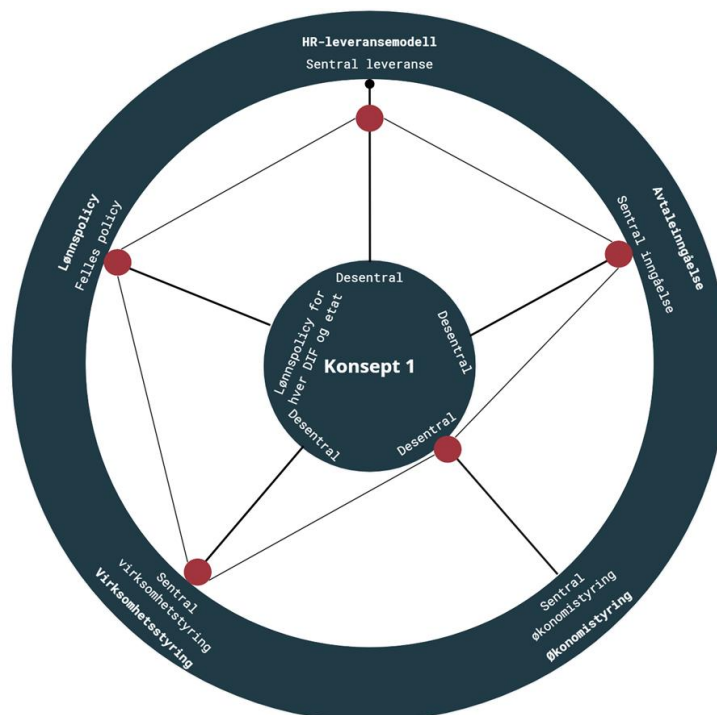 HR-leveransemodell
Sentral leveranse
Avtaleinngåelse
Sentral inngåelse
Lønnspolicy
Felles policy
Desentral
Lønnspolicy for
hver DIF og etat
Desentral
Konsept 1
Desentral
Desentral
Sentral
virksomhetstyring
Virksomhetsstyring
Sentral
økonomistyring
Økonomistyring